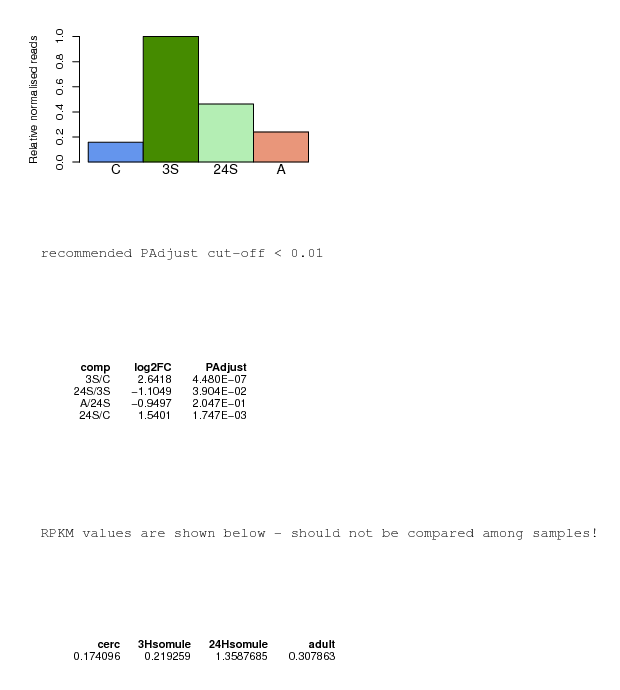 Relative normalised reads
1.0
0.8
0.6
0.4
0.2
0.0
C 3S 24S A
recommended PAdjust cut-off < 0.01
comp log2FC PAdjust
3S/C 2.6418 4.480E−07
24S/3S −1.1049 3.904E−02
A/24S −0.9497 2.047E−01
24S/C 1.5401 1.747E−03
RPKM values are shown below - should not be compared among samples!
cerc 3Hsomule 24Hsomule adult
0.174096 0.219259 1.3587685 0.307863